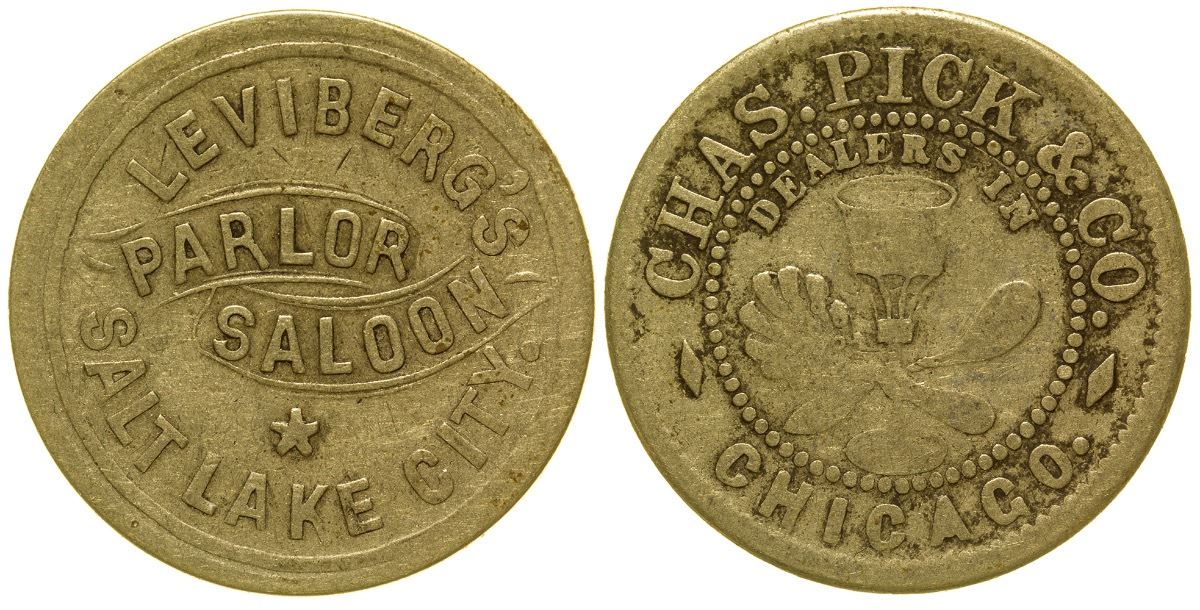 LEVIBERG'S
PARLOR
SALOON
SALT LAKE CITY.
CHAS. PICK & CO.
DEALERS IN
CHICAGO.